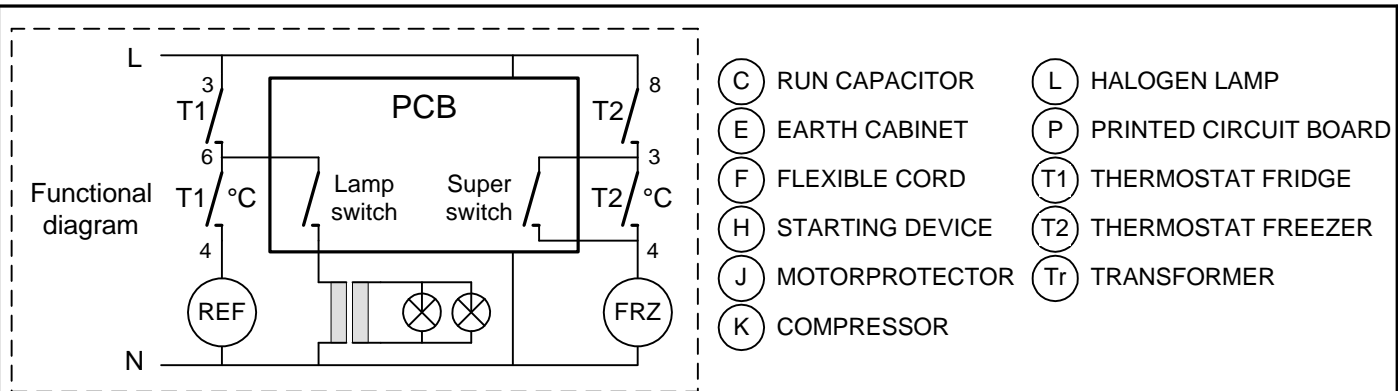 L
3
T1
6
T1 °C
4
REF
N
Functional
diagram
PCB
Lamp
switch
Super
switch
8
T2
3
T2 °C
4
FRZ
C RUN CAPACITOR
E EARTH CABINET
F FLEXIBLE CORD
H STARTING DEVICE
J MOTORPROTECTOR
K COMPRESSOR
L HALOGEN LAMP
P PRINTED CIRCUIT BOARD
T1 THERMOSTAT FRIDGE
T2 THERMOSTAT FREEZER
Tr TRANSFORMER